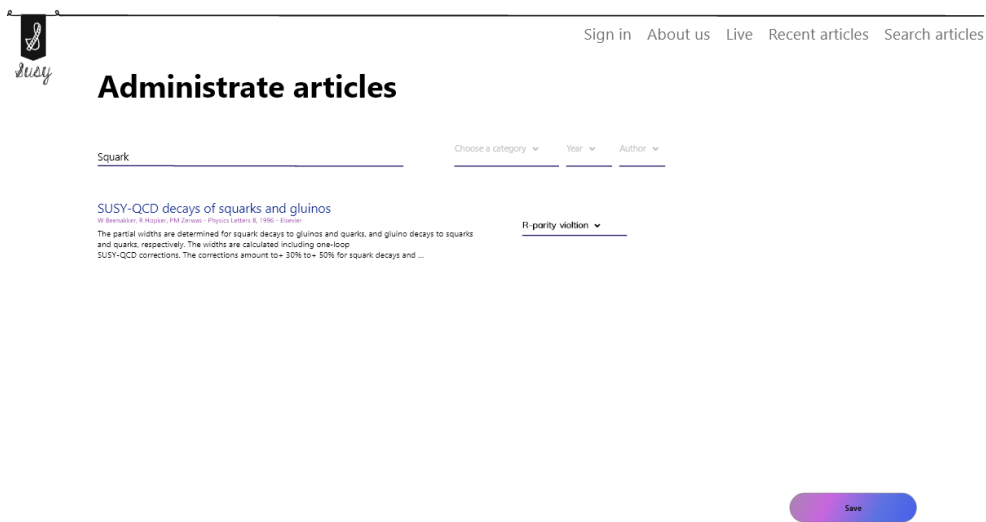 Susy
Sign in About us Live Recent articles Search articles
Administrate articles
Squark
Choose a category Year Author
SUSY-QCD decays of squarks and gluinos
W Beenakker, R Hopker, PM Zerwas - Physics Letters B, 1996 - Elsevier
The partial widths are determined for squark decays to gluinos and quarks, and gluino decays to squarks
and quarks, respectively. The widths are calculated including one-loop
SUSY-QCD corrections. The corrections amount to+ 30% to+ 50% for squark decays and ...
R-parity violtion
Save